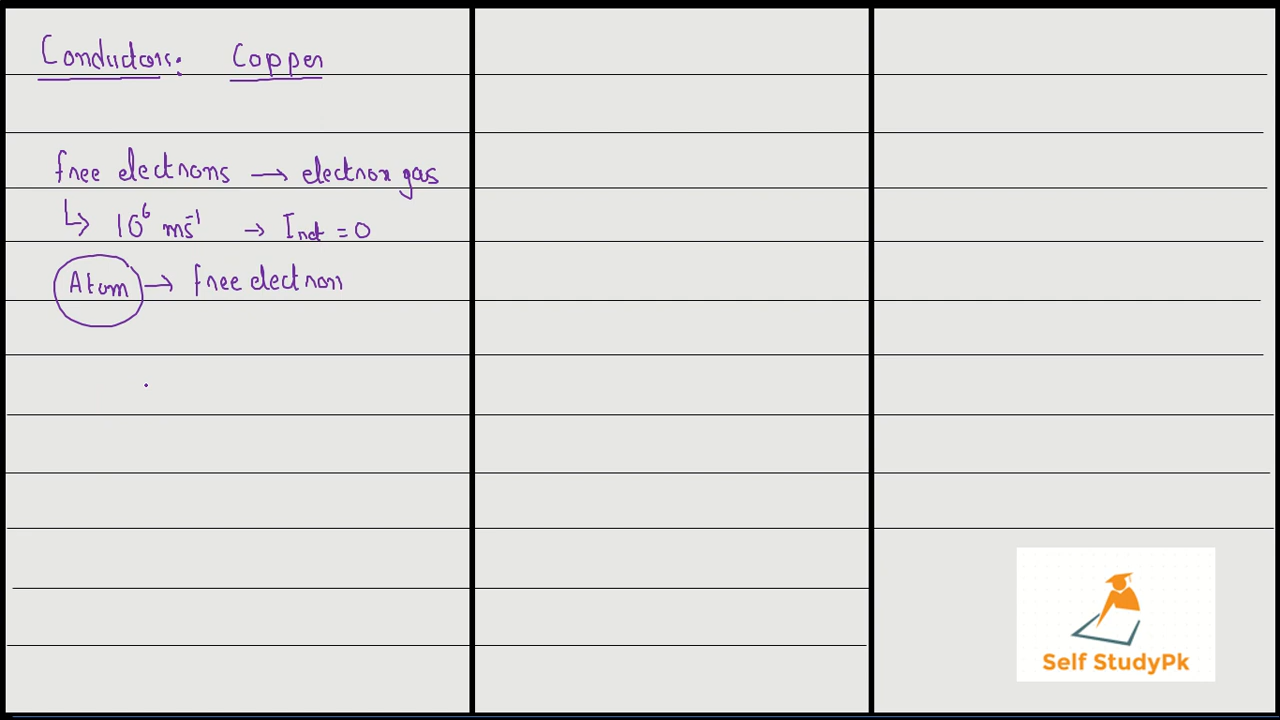 Conductors: Copper
free electrons → electron gas
↳ 10⁶ ms⁻¹ → Inet = 0
Atom → free electron
Self StudyPk